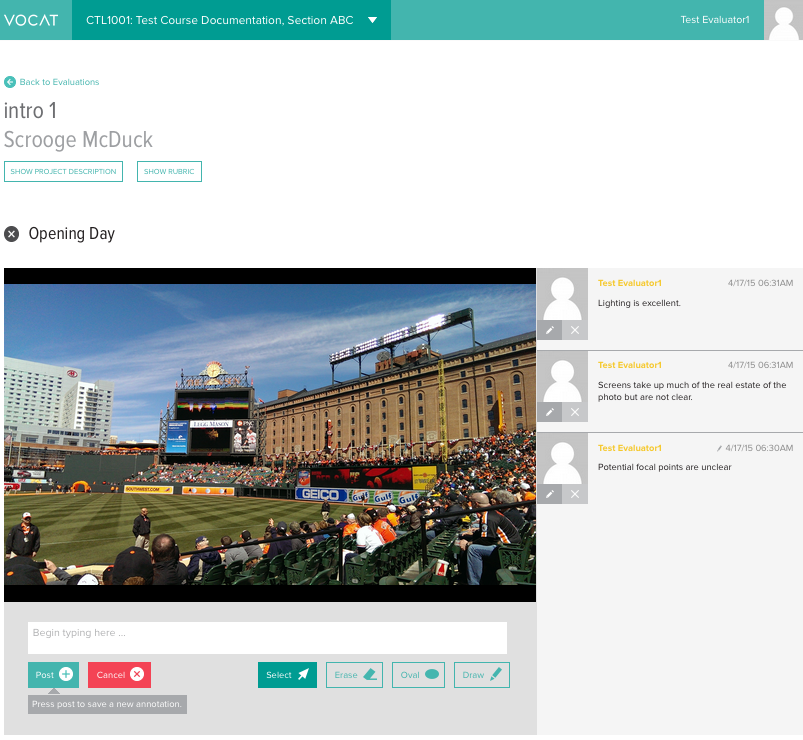 VOCAT
CTL1001: Test Course Documentation, Section ABC
Test Evaluator1
Back to Evaluations
intro 1
Scrooge McDuck
SHOW PROJECT DESCRIPTION
SHOW RUBRIC
Opening Day
Test Evaluator1 4/17/15 06:31AM
Lighting is excellent.
Test Evaluator1 4/17/15 06:31AM
Screens take up much of the real estate of the
photo but are not clear.
Test Evaluator1 4/17/15 06:30AM
Potential focal points are unclear
LEGG MASON
SOUTHWEST.COM
GEICO
Gulf Gulf Gulf
Begin typing here ...
Post
Cancel
Select
Erase
Oval
Draw
Press post to save a new annotation.